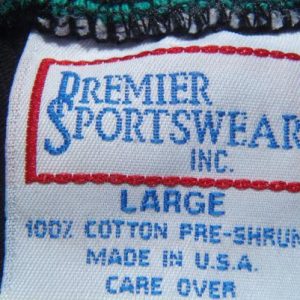 PREMIER
SPORTSWEAR
INC.
LARGE
100% COTTON PRE-SHRUN
MADE IN U.S.A.
CARE OVER